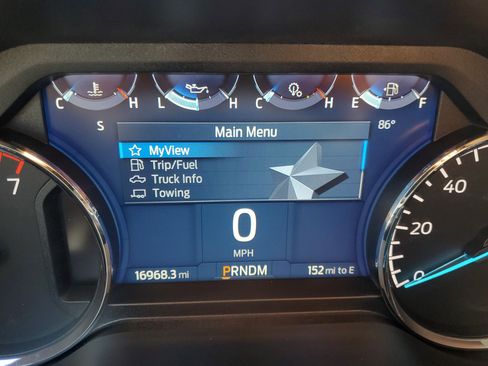 C H L H C H E F
S 86°
Main Menu
MyView
Trip/Fuel
Truck Info
Towing
7
40
20
0
0
MPH
16968.3 mi PRNDM 152 mi to E